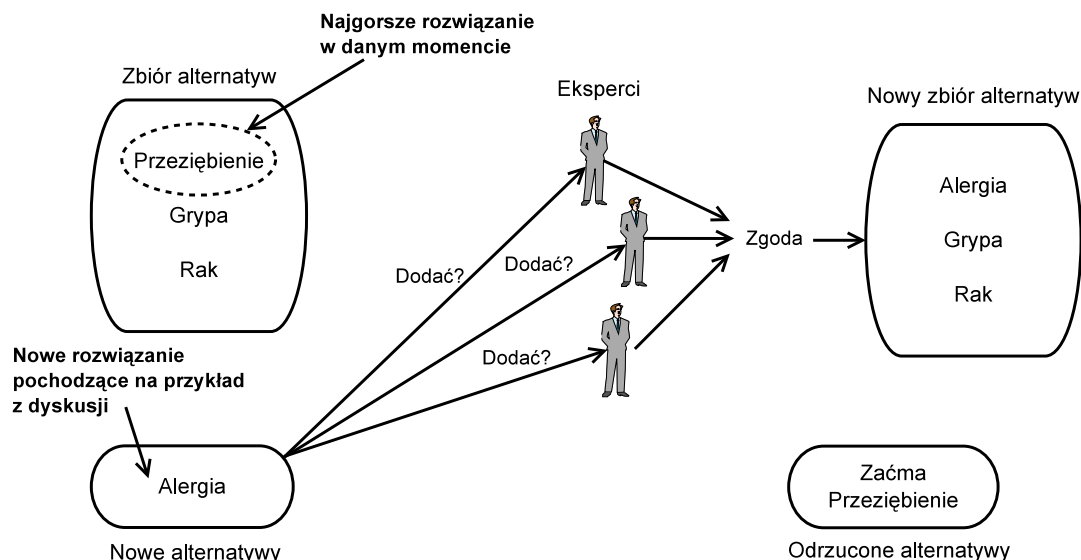 Najgorsze rozwiązanie
w danym momencie
Zbiór alternatyw
Przeziębienie
Grypa
Rak
Eksperci
Nowy zbiór alternatyw
Alergia
Grypa
Rak
Zgoda
Dodać?
Dodać?
Dodać?
Nowe rozwiązanie
pochodzące na przykład
z dyskusji
Alergia
Nowe alternatywy
Zaćma
Przeziębienie
Odrzucone alternatywy